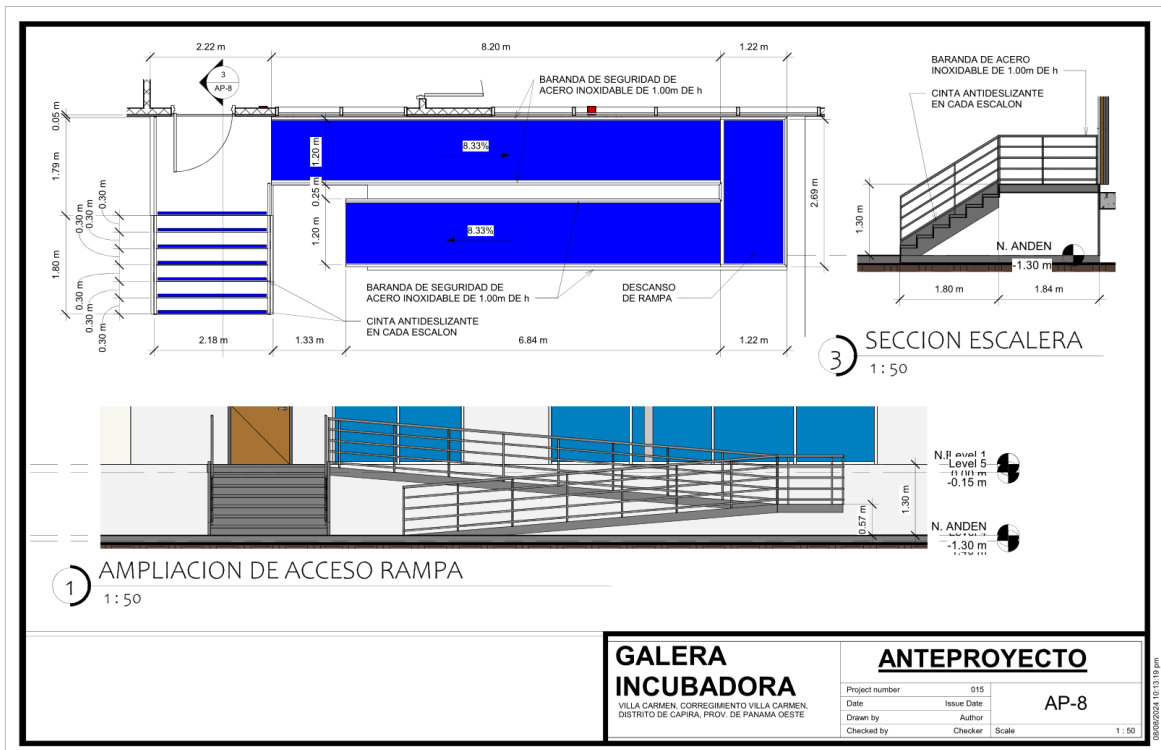 2.22 m
8.20 m
1.22 m
3
AP-8
BARANDA DE SEGURIDAD DE
ACERO INOXIDABLE DE 1.00m DE h
0.05 m
1.79 m
1.80 m
0.30 m
0.30 m
0.30 m
0.30 m
0.30 m
0.30 m
1.20 m
0.25 m
1.20 m
8.33%
8.33%
2.69 m
BARANDA DE SEGURIDAD DE
ACERO INOXIDABLE DE 1.00m DE h
DESCANSO
DE RAMPA
CINTA ANTIDESLIZANTE
EN CADA ESCALON
2.18 m
1.33 m
6.84 m
1.22 m
BARANDA DE ACERO
INOXIDABLE DE 1.00m DE h
CINTA ANTIDESLIZANTE
EN CADA ESCALON
1.30 m
N. ANDEN
-1.30 m
1.80 m
1.84 m
3
SECCION ESCALERA
1 : 50
Level 5
-0.15 m
1.30 m
0.57 m
N. ANDEN
-1.30 m
1
AMPLIACION DE ACCESO RAMPA
1 : 50
GALERA
INCUBADORA
VILLA CARMEN, CORREGIMIENTO VILLA CARMEN,
DISTRITO DE CAPIRA, PROV. DE PANAMA OESTE
ANTEPROYECTO
Project number 015
Date Issue Date
Drawn by Author
Checked by Checker
AP-8
Scale 1 : 50
08/08/2024 10:13:19 pm